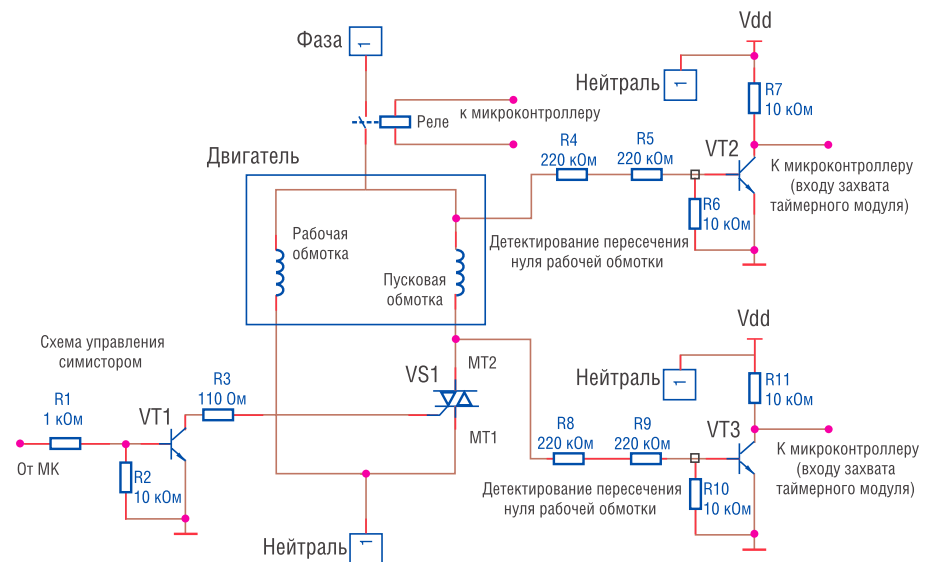 Фаза
1
Реле
к микроконтроллеру
Двигатель
Рабочая
обмотка
Пусковая
обмотка
Vdd
Нейтраль
1
R7
10 кОм
R4
220 кОм
R5
220 кОм
VT2
R6
10 кОм
К микроконтроллеру
(входу захвата
таймерного модуля)
Детектирование пересечения
нуля рабочей обмотки
Схема управления
симистором
R1
1 кОм
От МК
R2
10 кОм
VT1
R3
110 Ом
VS1
MT2
MT1
Нейтраль
1
Vdd
Нейтраль
1
R11
10 кОм
R8
220 кОм
R9
220 кОм
VT3
R10
10 кОм
К микроконтроллеру
(входу захвата
таймерного модуля)
Детектирование пересечения
нуля рабочей обмотки